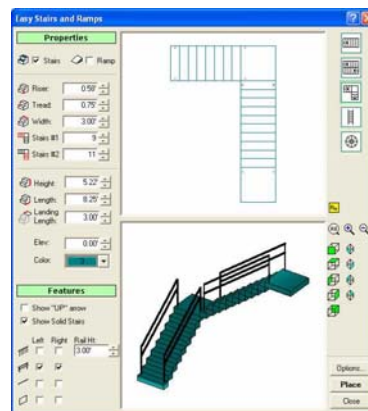 Easy Stairs and Ramps
Properties
Stairs Ramp
Riser: 0.50'
Tread: 0.75'
Width: 3.00'
Stairs #1 9
Stairs #2 11
Height: 5.22'
Length: 8.25'
Landing Length: 3.00'
Elev: 0.00'
Color:
Features
Show "UP" arrow
Show Solid Stairs
Left Right Rail Ht:
3.00'
Options...
Place
Close